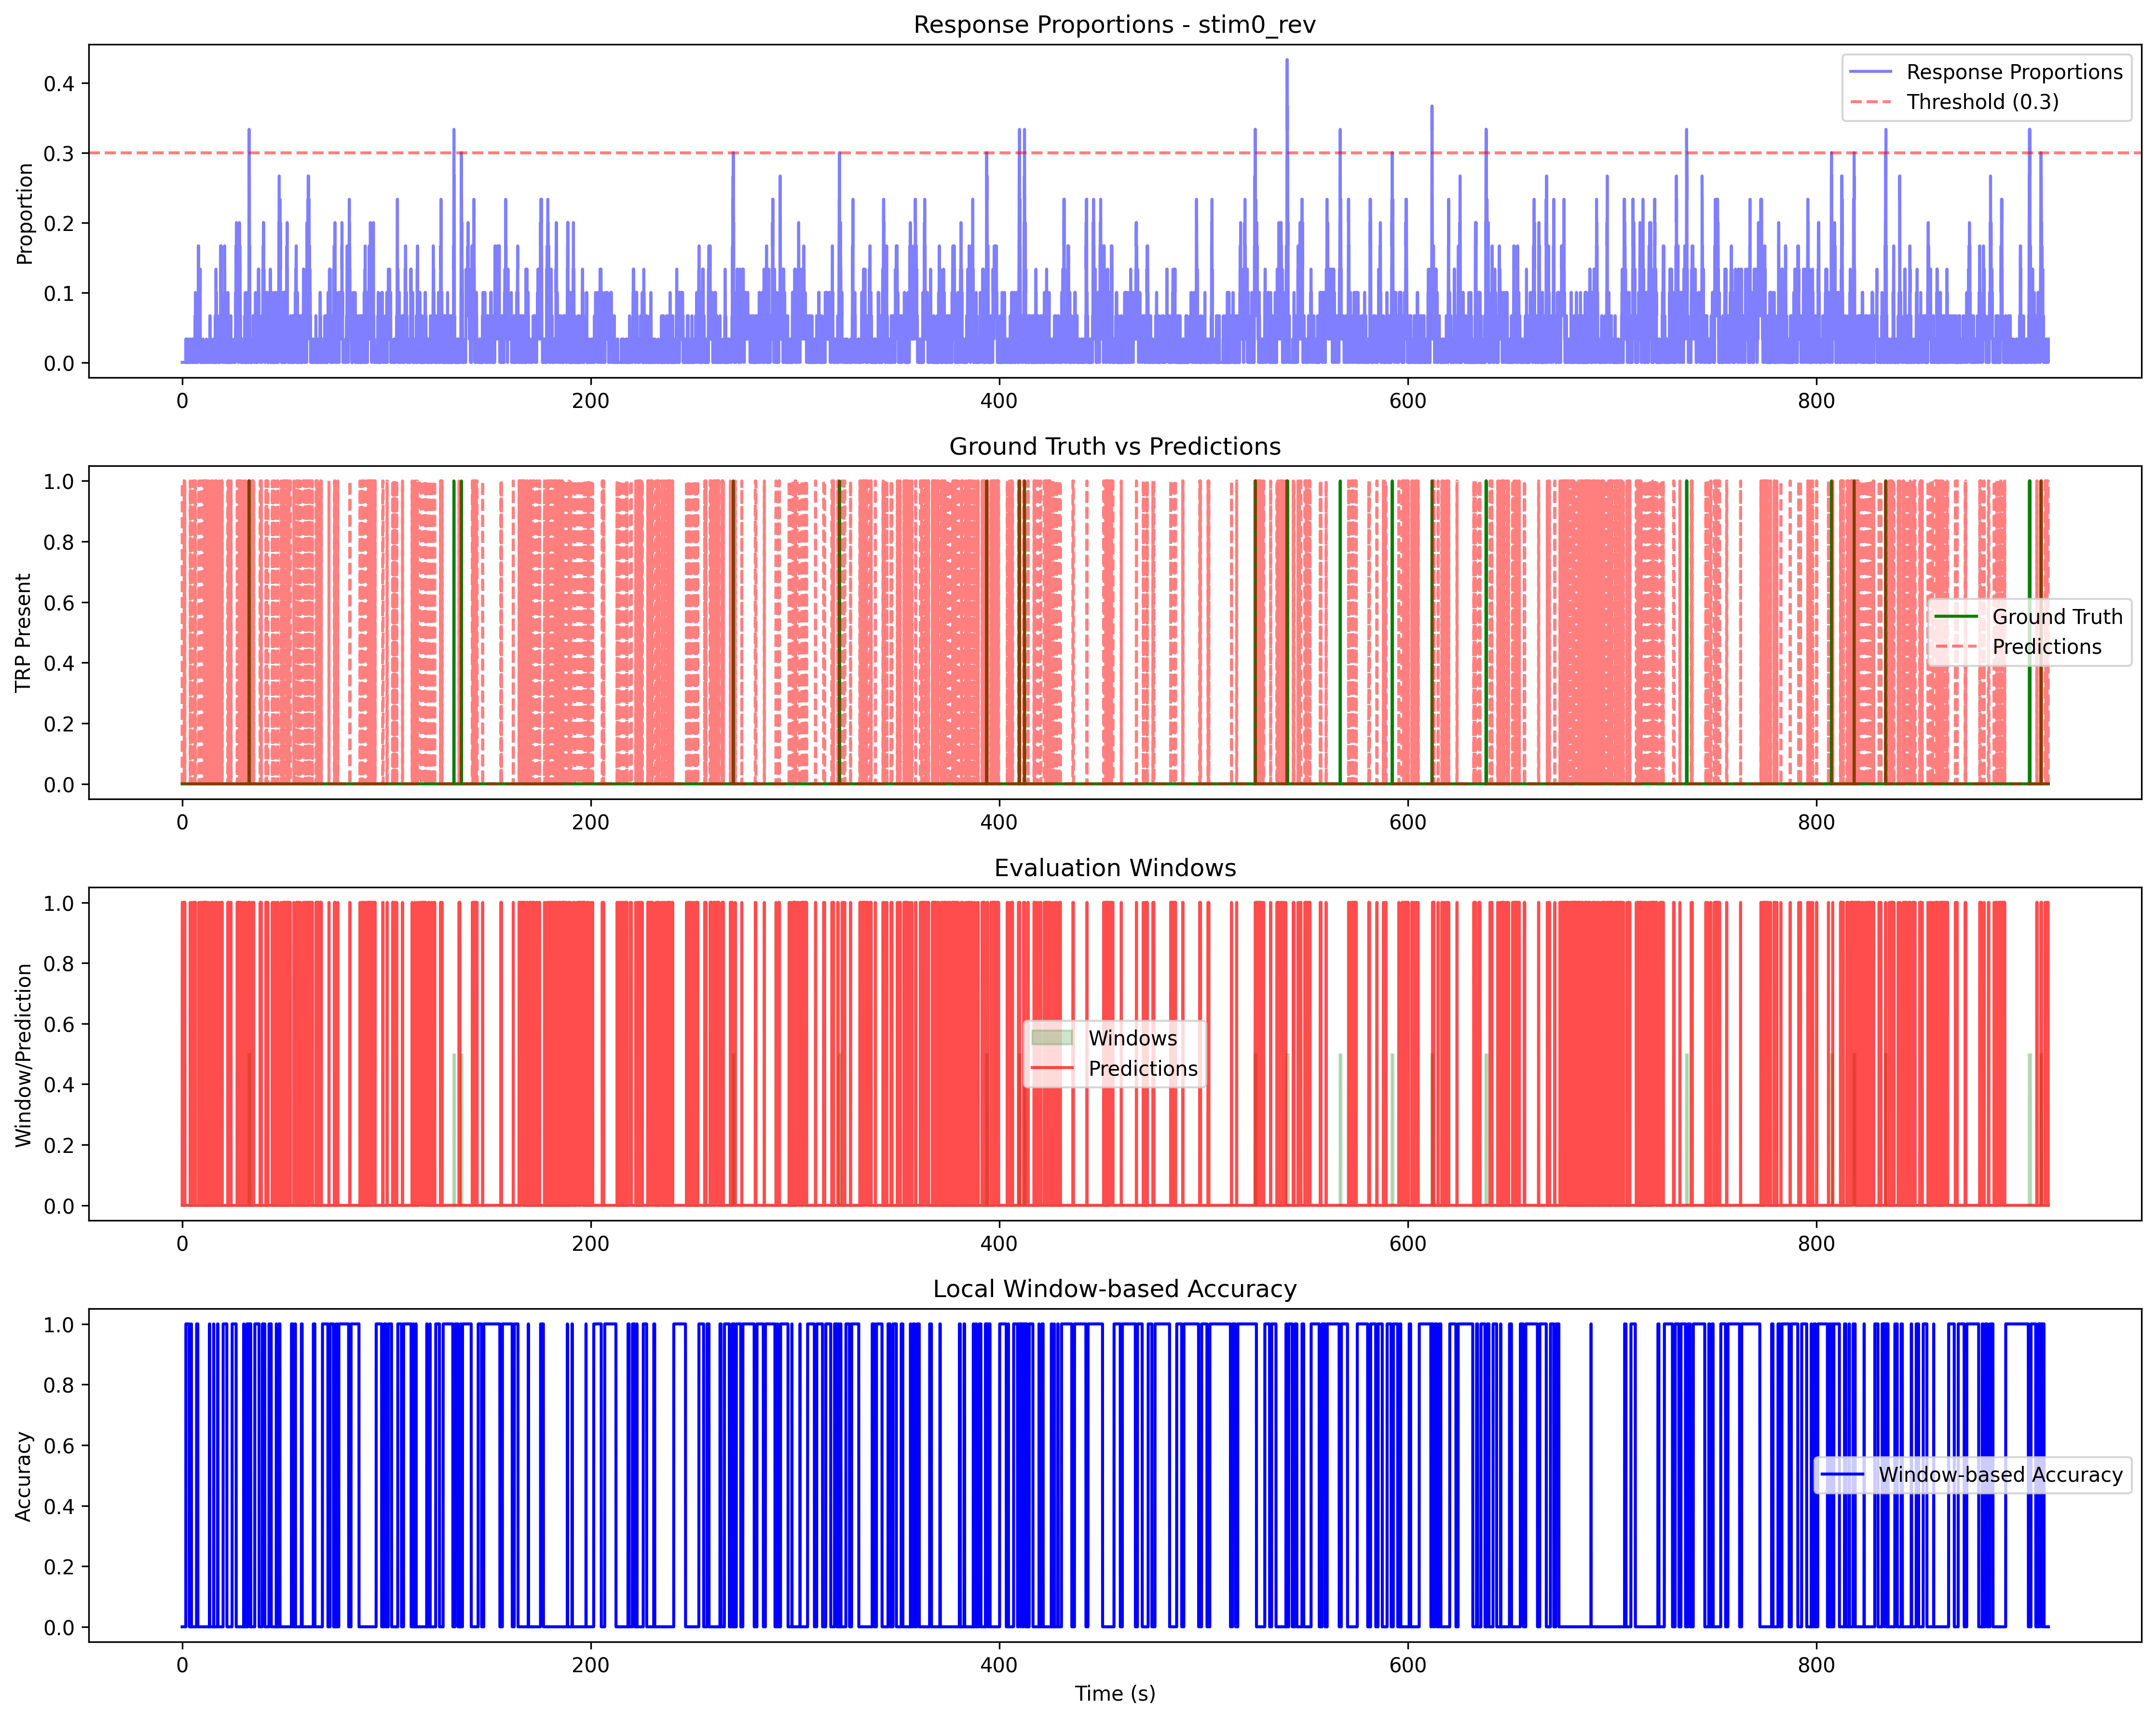 Response Proportions - stim0_rev
Proportion
0.4
0.3
0.2
0.1
0.0
Response Proportions
Threshold (0.3)
0 200 400 600 800
Ground Truth vs Predictions
TRP Present
1.0
0.8
0.6
0.4
0.2
0.0
Ground Truth
Predictions
0 200 400 600 800
Evaluation Windows
Window/Prediction
1.0
0.8
0.6
0.4
0.2
0.0
Windows
Predictions
0 200 400 600 800
Local Window-based Accuracy
Accuracy
1.0
0.8
0.6
0.4
0.2
0.0
Window-based Accuracy
0 200 400 600 800
Time (s)